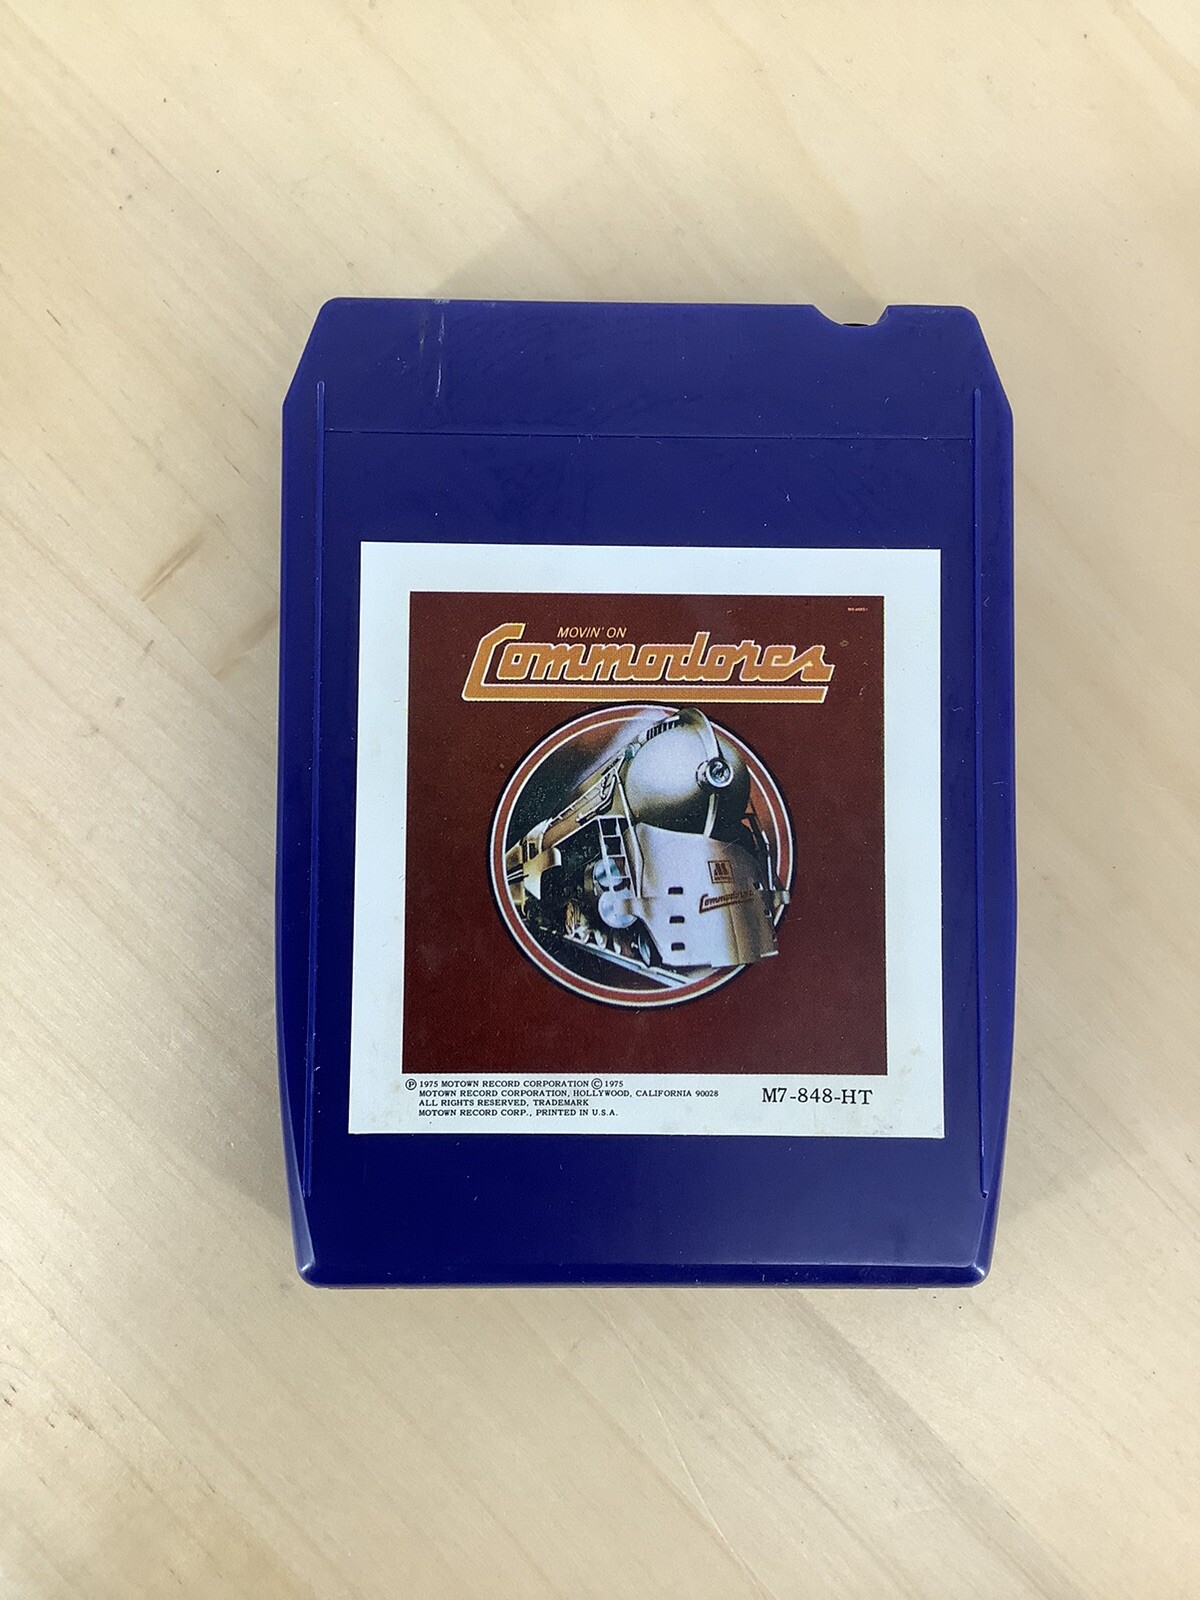 MOVIN' ON
Commodores
Commodores
Ⓟ 1975 MOTOWN RECORD CORPORATION © 1975
MOTOWN RECORD CORPORATION, HOLLYWOOD, CALIFORNIA 90028
ALL RIGHTS RESERVED, TRADEMARK
MOTOWN RECORD CORP., PRINTED IN U.S.A.
M7-848-HT